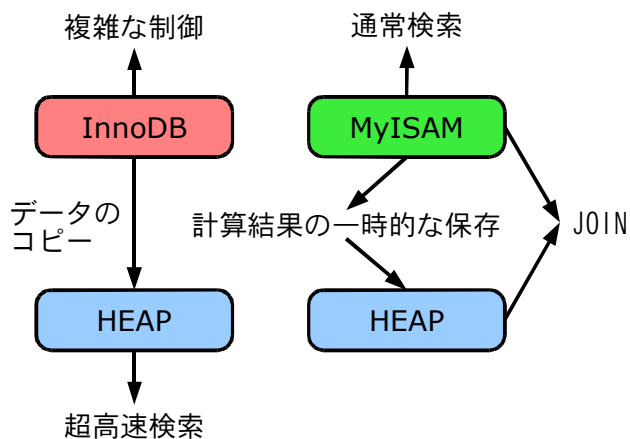 複雑な制御
通常検索
InnoDB
MyISAM
データの
コピー
計算結果の一時的な保存
JOIN
HEAP
HEAP
超高速検索